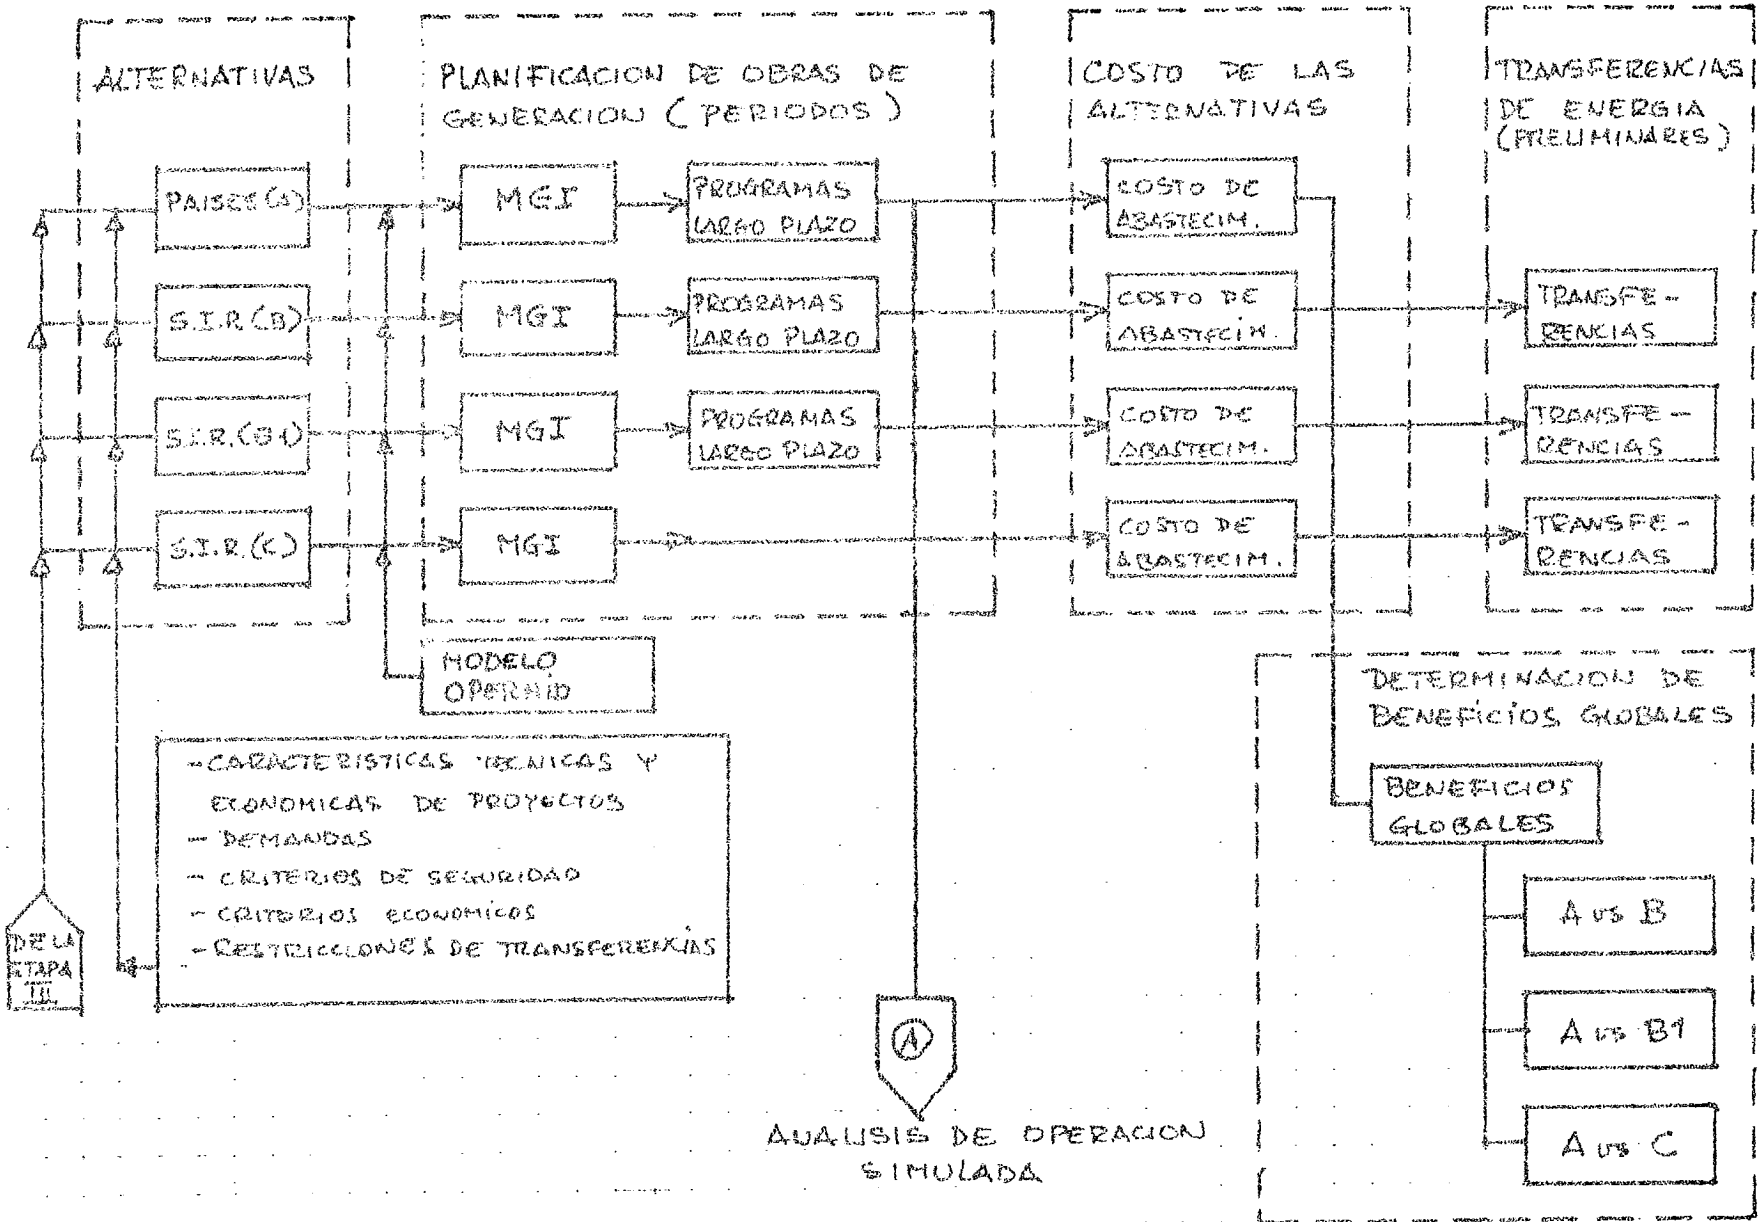 ALTERNATIVAS
PLANIFICACION DE OBRAS DE
GENERACION (PERIODOS)
COSTO DE LAS
ALTERNATIVAS
TRANSFERENCIAS
DE ENERGIA
(PRELIMINARES)
PAISES (A)
MGI
PROGRAMAS
LARGO PLAZO
COSTO DE
ABASTECIM.
S.I.R (B)
MGI
PROGRAMAS
LARGO PLAZO
COSTO DE
ABASTECIM.
TRANSFE-
RENCIAS
S.I.R. (B1)
MGI
PROGRAMAS
LARGO PLAZO
COSTO DE
ABASTECIM.
TRANSFE-
RENCIAS
S.I.R. (C)
MGI
COSTO DE
ABASTECIM.
TRANSFE-
RENCIAS
MODELO
OPERHID
- CARACTERISTICAS TECNICAS Y
ECONOMICAS DE PROYECTOS
- DEMANDAS
- CRITERIOS DE SEGURIDAD
- CRITERIOS ECONOMICOS
- RESTRICCIONES DE TRANSFERENCIAS
DE LA
ETAPA
III
A
ANALISIS DE OPERACION
SIMULADA
DETERMINACION DE
BENEFICIOS GLOBALES
BENEFICIOS
GLOBALES
A vs B
A vs B1
A vs C